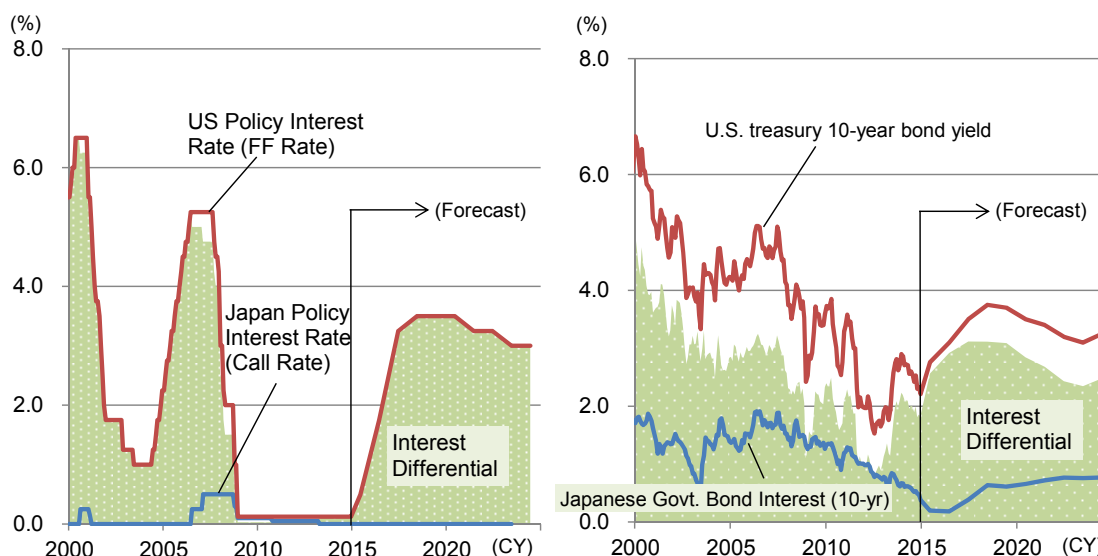 (%)
8.0
6.0
4.0
2.0
0.0
2000
2005
2010
2015
2020
(CY)
US Policy Interest
Rate (FF Rate)
(Forecast)
Japan Policy
Interest Rate
(Call Rate)
Interest
Differential
(%)
8.0
6.0
4.0
2.0
0.0
2000
2005
2010
2015
2020
(CY)
U.S. treasury 10-year bond yield
(Forecast)
Interest
Differential
Japanese Govt. Bond Interest (10-yr)